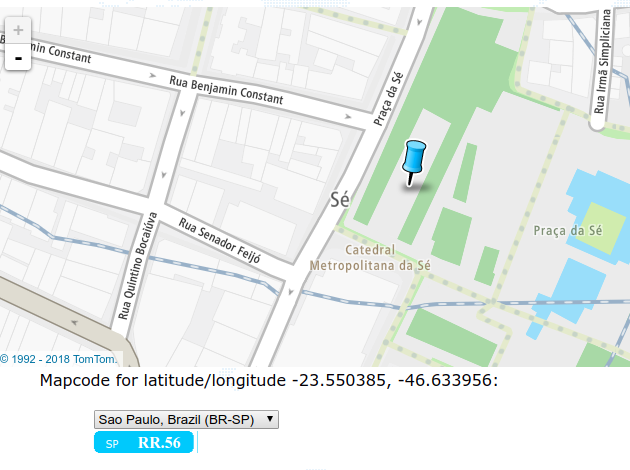 +
-
Benjamin Constant
Rua Benjamin Constant
Praça da Sé
Rua Irmã Simpliciana
Sé
Rua Quintino Bocaiúva
Rua Senador Feijó
Catedral
Metropolitana da Sé
Praça da Sé
© 1992 - 2018 TomTom.
Mapcode for latitude/longitude -23.550385, -46.633956:
Sao Paulo, Brazil (BR-SP) ▼
SP RR.56